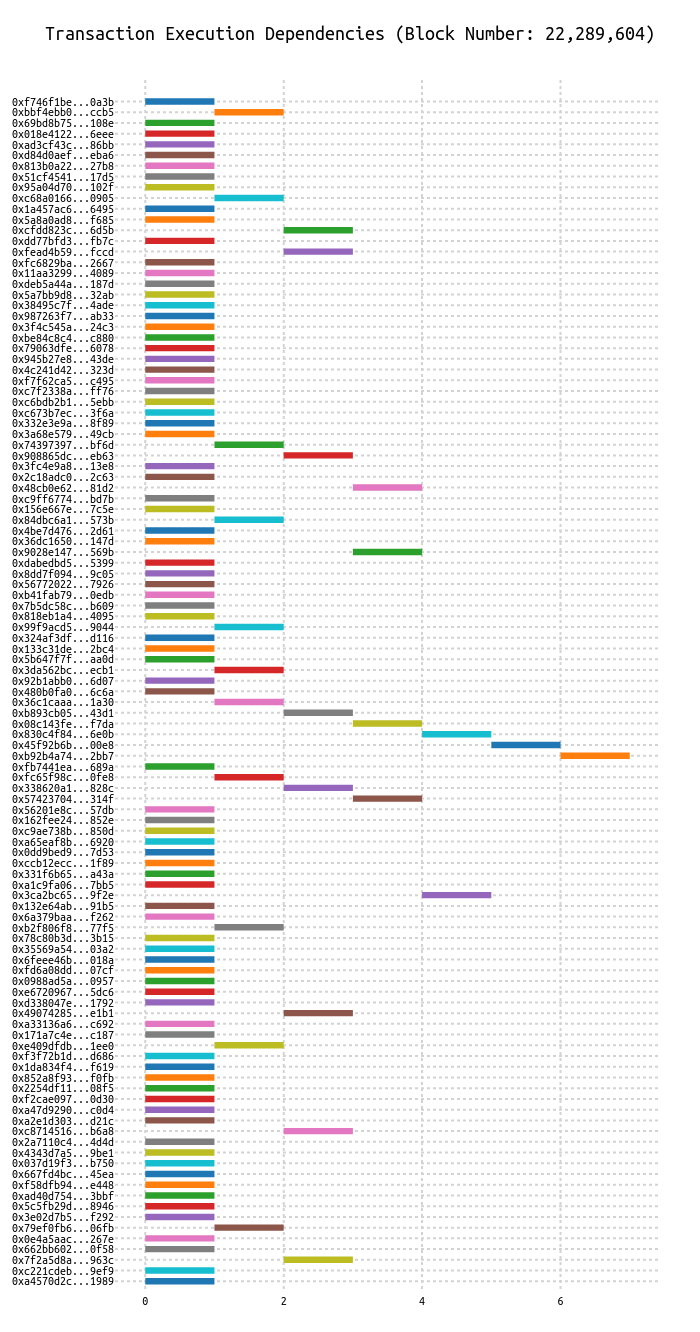 Transaction Execution Dependencies (Block Number: 22,289,604)
0xf746f1be...0a3b
0xbbf4ebb0...ccb5
0x69bd8b75...108e
0x018e4122...6eee
0xad3cf43c...86bb
0xd84d0aef...eba6
0x813b0a22...27b8
0x51cf4541...17d5
0x95a04d70...102f
0xc68a0166...0905
0x1a457ac6...6495
0x5a8a0ad8...f685
0xcfdd823c...6d5b
0xdd77bfd3...fb7c
0xfead4b59...fccd
0xfc6829ba...2667
0x11aa3299...4089
0xdeb5a44a...187d
0x5a7bb9d8...32ab
0x38495c7f...4ade
0x987263f7...ab33
0x3f4c545a...24c3
0xbe84c8c4...c880
0x79063dfe...6078
0x945b27e8...43de
0x4c241d42...323d
0xf7f62ca5...c495
0xc7f2338a...ff76
0xc6bdb2b1...5ebb
0xc673b7ec...3f6a
0x332e3e9a...8f89
0x3a68e579...49cb
0x74397397...bf6d
0x908865dc...eb63
0x3fc4e9a8...13e8
0x2c18adc0...2c63
0x48cb0e62...81d2
0xc9ff6774...bd7b
0x156e667e...7c5e
0x84dbc6a1...573b
0x4be7d476...2d61
0x36dc1650...147d
0x9028e147...569b
0xdabedbd5...5399
0x8dd7f094...9c05
0x56772022...7926
0xb41fab79...0edb
0x7b5dc58c...b609
0x818eb1a4...4095
0x99f9acd5...9044
0x324af3df...d116
0x133c31de...2bc4
0x5b647f7f...aa0d
0x3da562bc...ecb1
0x92b1abb0...6d07
0x480b0fa0...6c6a
0x36c1caaa...1a30
0xb893cb05...43d1
0x08c143fe...f7da
0x830c4f84...6e0b
0x45f92b6b...00e8
0xb92b4a74...2bb7
0xfb7441ea...689a
0xfc65f98c...0fe8
0x338620a1...828c
0x57423704...314f
0x56201e8c...57db
0x162fee24...852e
0xc9ae738b...850d
0xa65eaf8b...6920
0x0dd9bed9...7d53
0xccb12ecc...1f89
0x331f6b65...a43a
0xa1c9fa06...7bb5
0x3ca2bc65...9f2e
0x132e64ab...91b5
0x6a379baa...f262
0xb2f806f8...77f5
0x78c80b3d...3b15
0x35569a54...03a2
0x6feee46b...018a
0xfd6a08dd...07cf
0x0988ad5a...0957
0xe6720967...5dc6
0xd338047e...1792
0x49074285...e1b1
0xa33136a6...c692
0x171a7c4e...c187
0xe409dfdb...1ee0
0xf3f72b1d...d686
0x1da834f4...f619
0x852a8f93...f0fb
0x2254df11...08f5
0xf2cae097...0d30
0xa47d9290...c0d4
0xa2e1d303...d21c
0xc8714516...b6a8
0x2a7110c4...4d4d
0x4343d7a5...9be1
0x037d19f3...b750
0x667fd4bc...45ea
0xf58dfb94...e448
0xad40d754...3bbf
0x5c5fb29d...8946
0x3e02d7b5...f292
0x79ef0fb6...06fb
0x0e4a5aac...267e
0x662bb602...0f58
0x7f2a5d8a...963c
0xc221cdeb...9ef9
0xa4570d2c...1989
0 2 4 6